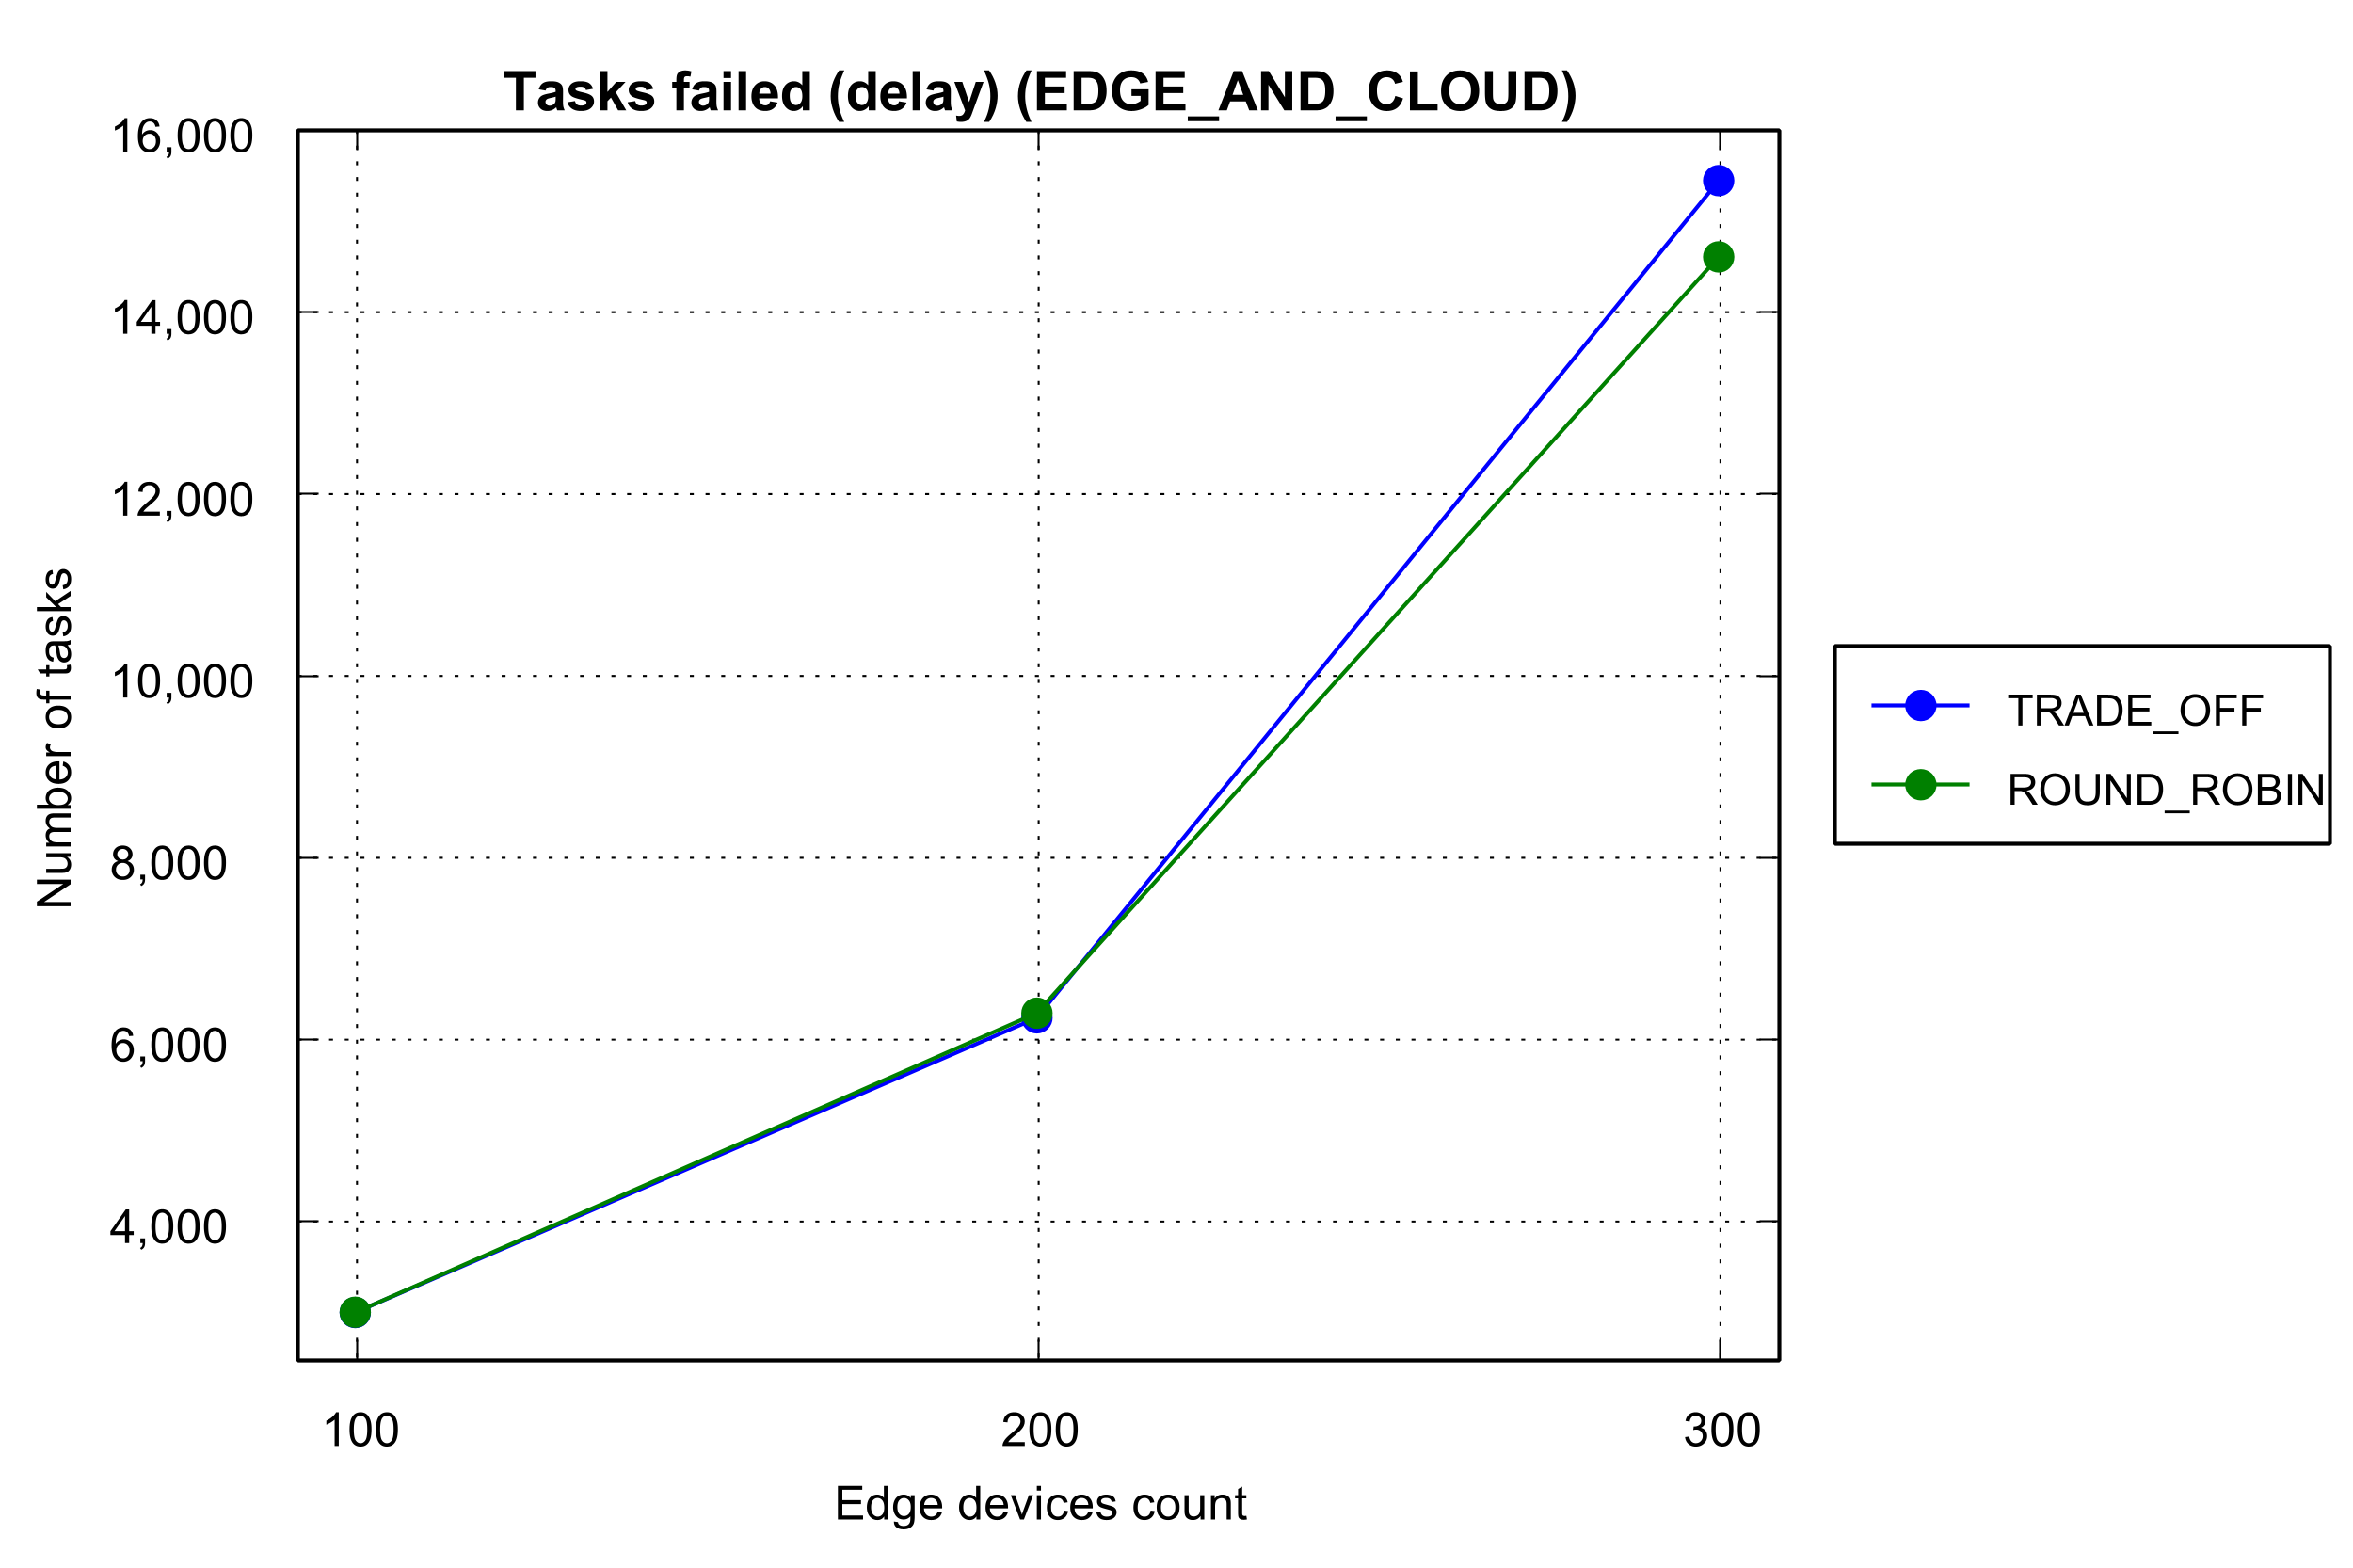 Tasks failed (delay)(EDGE_AND_CLOUD)
16,000
14,000
12,000
10,000
8,000
6,000
4,000
Number of tasks
100
200
300
Edge devices count
TRADE_OFF
ROUND_ROBIN